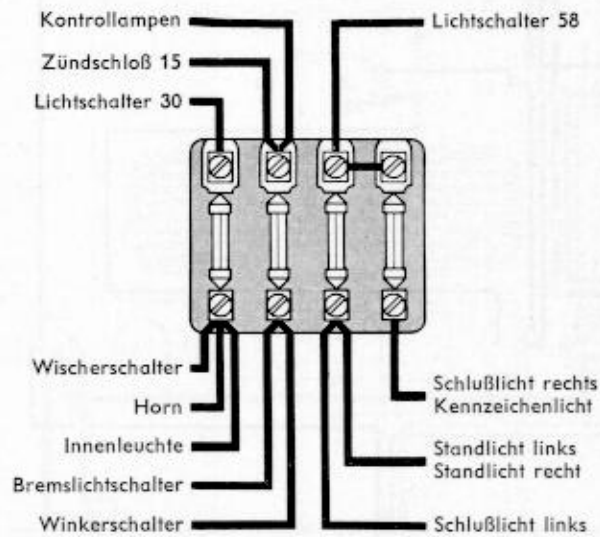 Kontrollampen
Zündschloß 15
Lichtschalter 30
Lichtschalter 58
Wischerschalter
Horn
Innenleuchte
Bremslichtschalter
Winkerschalter
Schlußlicht rechts
Kennzeichenlicht
Standlicht links
Standlicht recht
Schlußlicht links